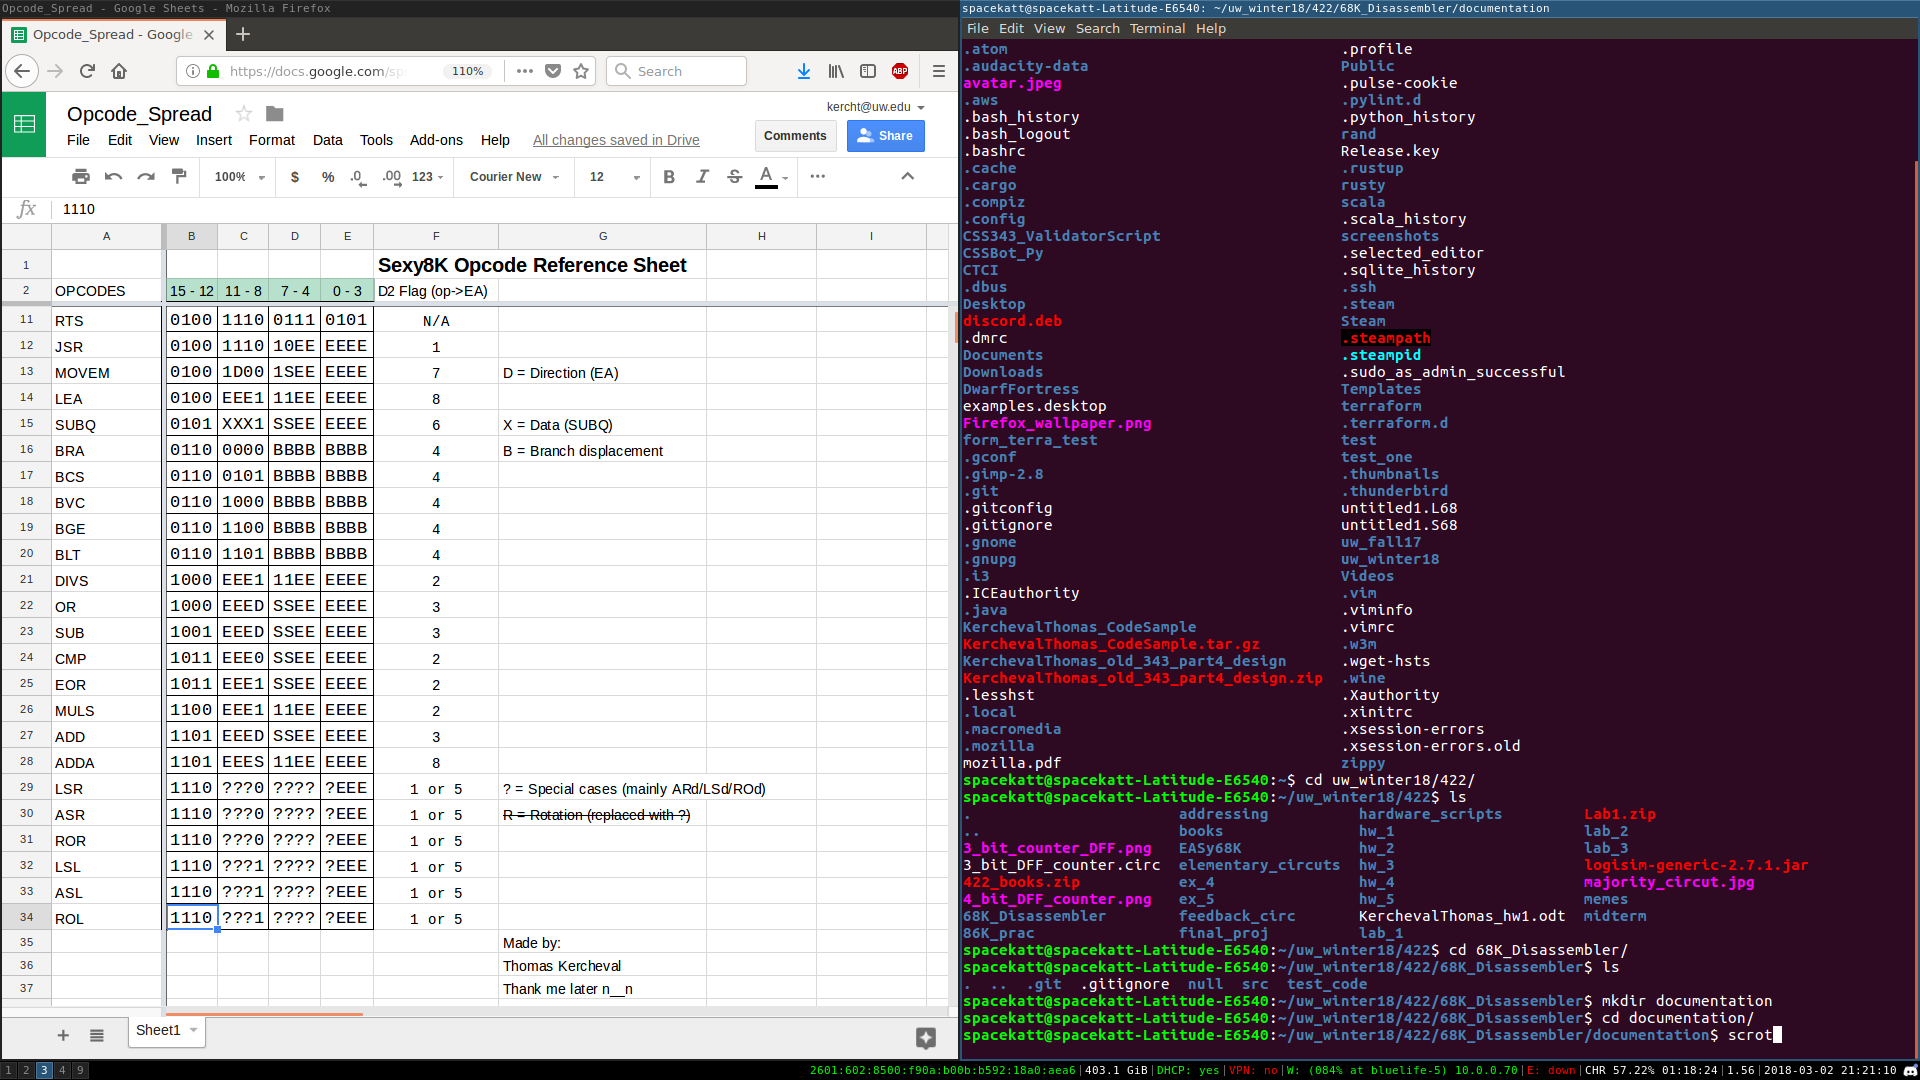 Opcode_Spread - Google Sheets - Mozilla Firefox
Opcode_Spread - Google
https://docs.google.com/sp
110%
Search
ABP
Opcode_Spread
kercht@uw.edu
File Edit View Insert Format Data Tools Add-ons Help All changes saved in Drive
Comments
Share
100% $ % .0 .00 123 Courier New 12 B I S A
fx 1110
A B C D E F G H I
1 Sexy8K Opcode Reference Sheet
2 OPCODES 15 - 12 11 - 8 7 - 4 0 - 3 D2 Flag (op->EA)
11 RTS 0100 1110 0111 0101 N/A
12 JSR 0100 1110 10EE EEEE 1
13 MOVEM 0100 1D00 1SEE EEEE 7 D = Direction (EA)
14 LEA 0100 EEE1 11EE EEEE 8
15 SUBQ 0101 XXX1 SSEE EEEE 6 X = Data (SUBQ)
16 BRA 0110 0000 BBBB BBBB 4 B = Branch displacement
17 BCS 0110 0101 BBBB BBBB 4
18 BVC 0110 1000 BBBB BBBB 4
19 BGE 0110 1100 BBBB BBBB 4
20 BLT 0110 1101 BBBB BBBB 4
21 DIVS 1000 EEE1 11EE EEEE 2
22 OR 1000 EEED SSEE EEEE 3
23 SUB 1001 EEED SSEE EEEE 3
24 CMP 1011 EEE0 SSEE EEEE 2
25 EOR 1011 EEE1 SSEE EEEE 2
26 MULS 1100 EEE1 11EE EEEE 2
27 ADD 1101 EEED SSEE EEEE 3
28 ADDA 1101 EEES 11EE EEEE 8
29 LSR 1110 ???0 ???? ?EEE 1 or 5 ? = Special cases (mainly ARd/LSd/ROd)
30 ASR 1110 ???0 ???? ?EEE 1 or 5 R = Rotation (replaced with ?)
31 ROR 1110 ???0 ???? ?EEE 1 or 5
32 LSL 1110 ???1 ???? ?EEE 1 or 5
33 ASL 1110 ???1 ???? ?EEE 1 or 5
34 ROL 1110 ???1 ???? ?EEE 1 or 5
35 Made by:
36 Thomas Kercheval
37 Thank me later n__n
Sheet1
spacekatt@spacekatt-Latitude-E6540: ~/uw_winter18/422/68K_Disassembler/documentation
File Edit View Search Terminal Help
.atom .profile
.audacity-data Public
avatar.jpeg .pulse-cookie
.aws .pylint.d
.bash_history .python_history
.bash_logout rand
.bashrc Release.key
.cache .rustup
.cargo rusty
.compiz scala
.config .scala_history
CSS343_ValidatorScript screenshots
CSSBot_Py .selected_editor
CTCI .sqlite_history
.dbus .ssh
Desktop .steam
discord.deb Steam
.dmrc .steampath
Documents .steampid
Downloads .sudo_as_admin_successful
DwarfFortress Templates
examples.desktop terraform
Firefox_wallpaper.png .terraform.d
form_terra_test test
.gconf test_one
.gimp-2.8 .thumbnails
.git .thunderbird
.gitconfig untitled1.L68
.gitignore untitled1.S68
.gnome uw_fall17
.gnupg uw_winter18
.i3 Videos
.ICEauthority .vim
.java .viminfo
KerchevalThomas_CodeSample .vimrc
KerchevalThomas_CodeSample.tar.gz .w3m
KerchevalThomas_old_343_part4_design .wget-hsts
KerchevalThomas_old_343_part4_design.zip .wine
.lesshst .Xauthority
.local .xinitrc
.macromedia .xsession-errors
.mozilla .xsession-errors.old
mozilla.pdf zippy
spacekatt@spacekatt-Latitude-E6540:~$ cd uw_winter18/422/
spacekatt@spacekatt-Latitude-E6540:~/uw_winter18/422$ ls
. addressing hardware_scripts Lab1.zip
.. books hw_1 lab_2
3_bit_counter_DFF.png EASy68K hw_2 lab_3
3_bit_DFF_counter.circ elementary_circuts hw_3 logisim-generic-2.7.1.jar
422_books.zip ex_4 hw_4 majority_circut.jpg
4_bit_DFF_counter.png ex_5 hw_5 memes
68K_Disassembler feedback_circ KerchevalThomas_hw1.odt midterm
86K_prac final_proj lab_1
spacekatt@spacekatt-Latitude-E6540:~/uw_winter18/422$ cd 68K_Disassembler/
spacekatt@spacekatt-Latitude-E6540:~/uw_winter18/422/68K_Disassembler$ ls
. .. .git .gitignore null src test_code
spacekatt@spacekatt-Latitude-E6540:~/uw_winter18/422/68K_Disassembler$ mkdir documentation
spacekatt@spacekatt-Latitude-E6540:~/uw_winter18/422/68K_Disassembler$ cd documentation/
spacekatt@spacekatt-Latitude-E6540:~/uw_winter18/422/68K_Disassembler/documentation$ scrot
1 2 3 4 9
2601:602:8500:f90a:b00b:b592:18a0:aea6|403.1 GiB|DHCP: yes|VPN: no|W: (084% at bluelife-5) 10.0.0.70|E: down|CHR 57.22% 01:18:24|1.56|2018-03-02 21:21:10